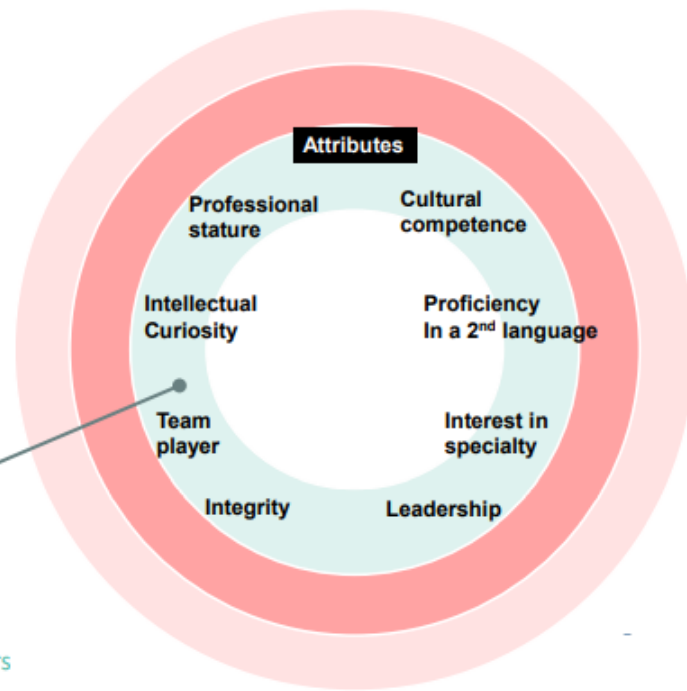 Attributes
Professional
stature
Cultural
competence
Intellectual
Curiosity
Proficiency
In a 2nd language
Team
player
Interest in
specialty
Integrity
Leadership